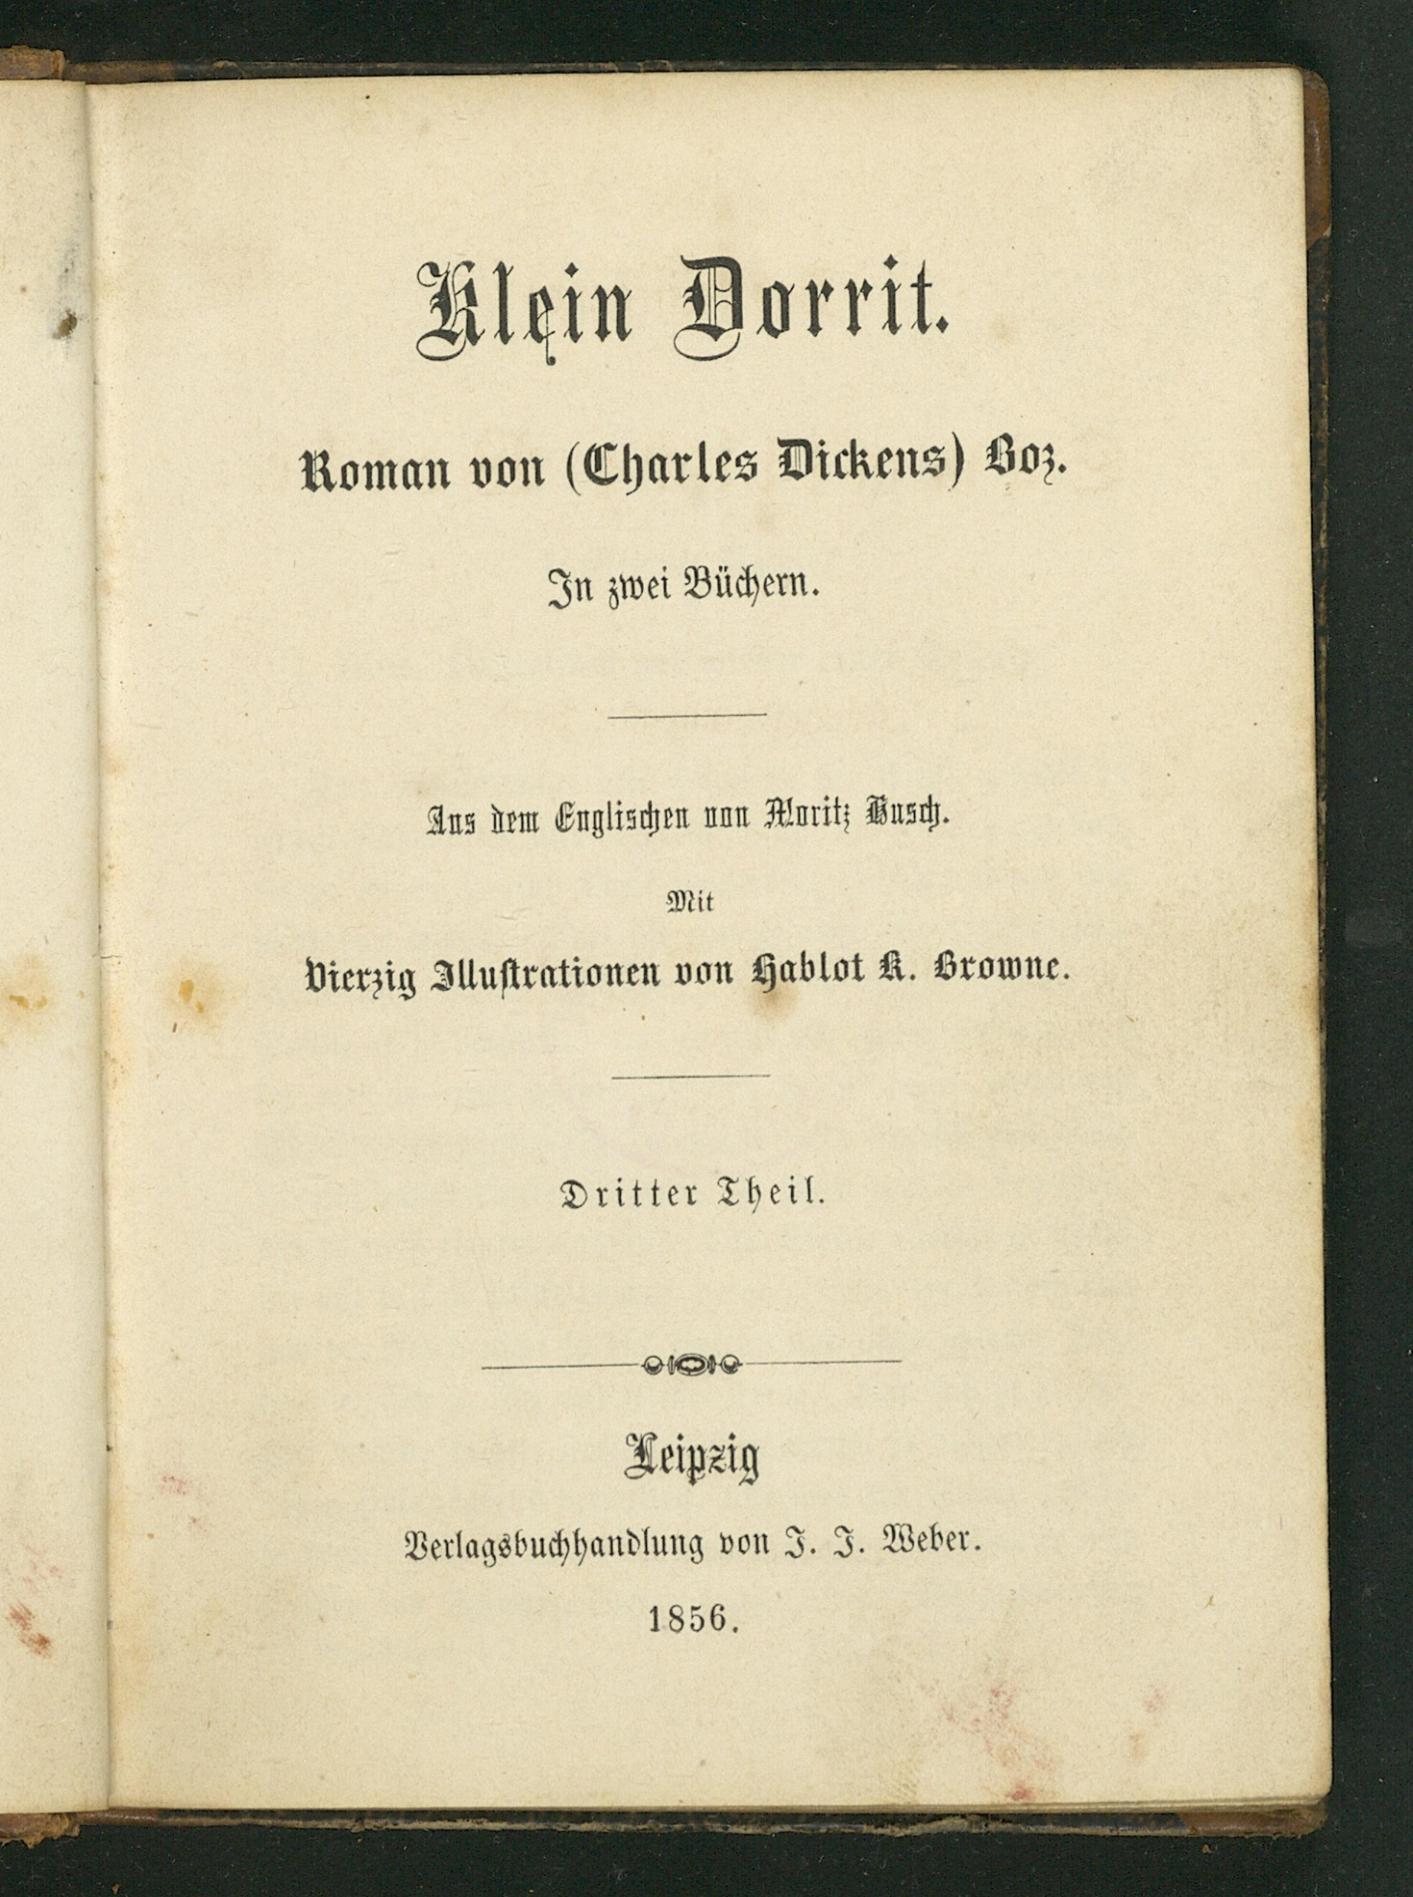 Klein Dorrit.
Roman von (Charles Dickens) Boz.
In zwei Büchern.
Aus dem Englischen von Moritz Busch.
Mit
Vierzig Illustrationen von Hablot K. Browne.
Dritter Theil.
Leipzig
Verlagsbuchhandlung von J. J. Weber.
1856.